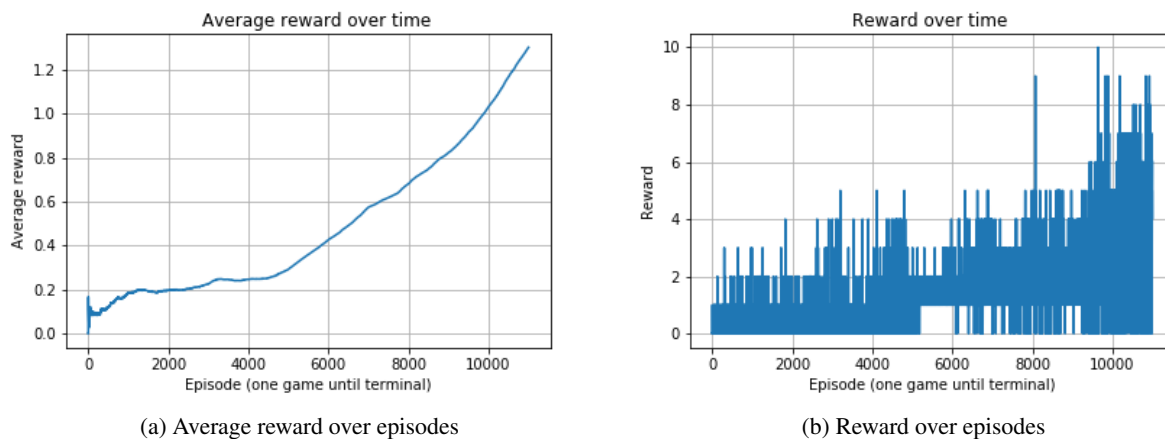 Average reward over time
Average reward
1.2
1.0
0.8
0.6
0.4
0.2
0.0
0 2000 4000 6000 8000 10000
Episode (one game until terminal)
(a) Average reward over episodes
Reward over time
Reward
10
8
6
4
2
0
0 2000 4000 6000 8000 10000
Episode (one game until terminal)
(b) Reward over episodes